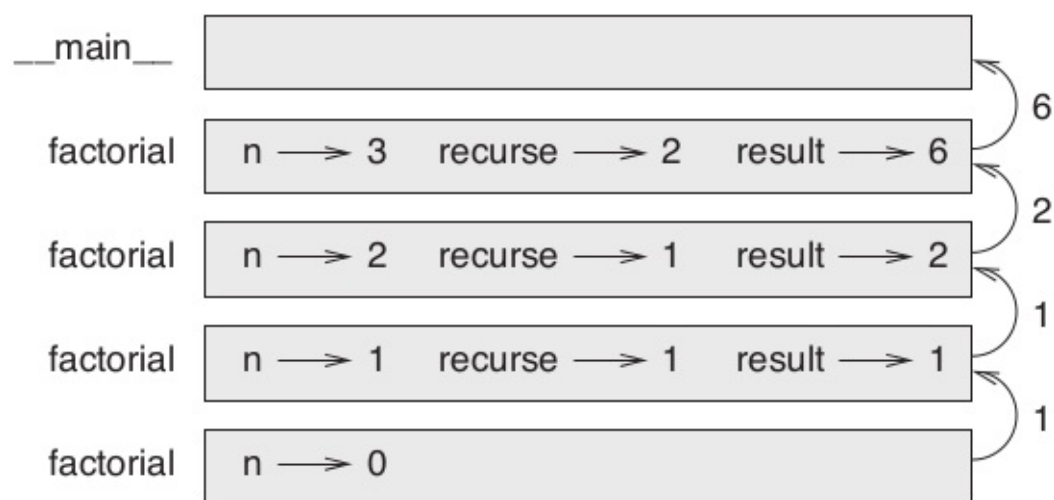 __main__
6
factorial n 3 recurse 2 result 6
2
factorial n 2 recurse 1 result 2
1
factorial n 1 recurse 1 result 1
1
factorial n 0